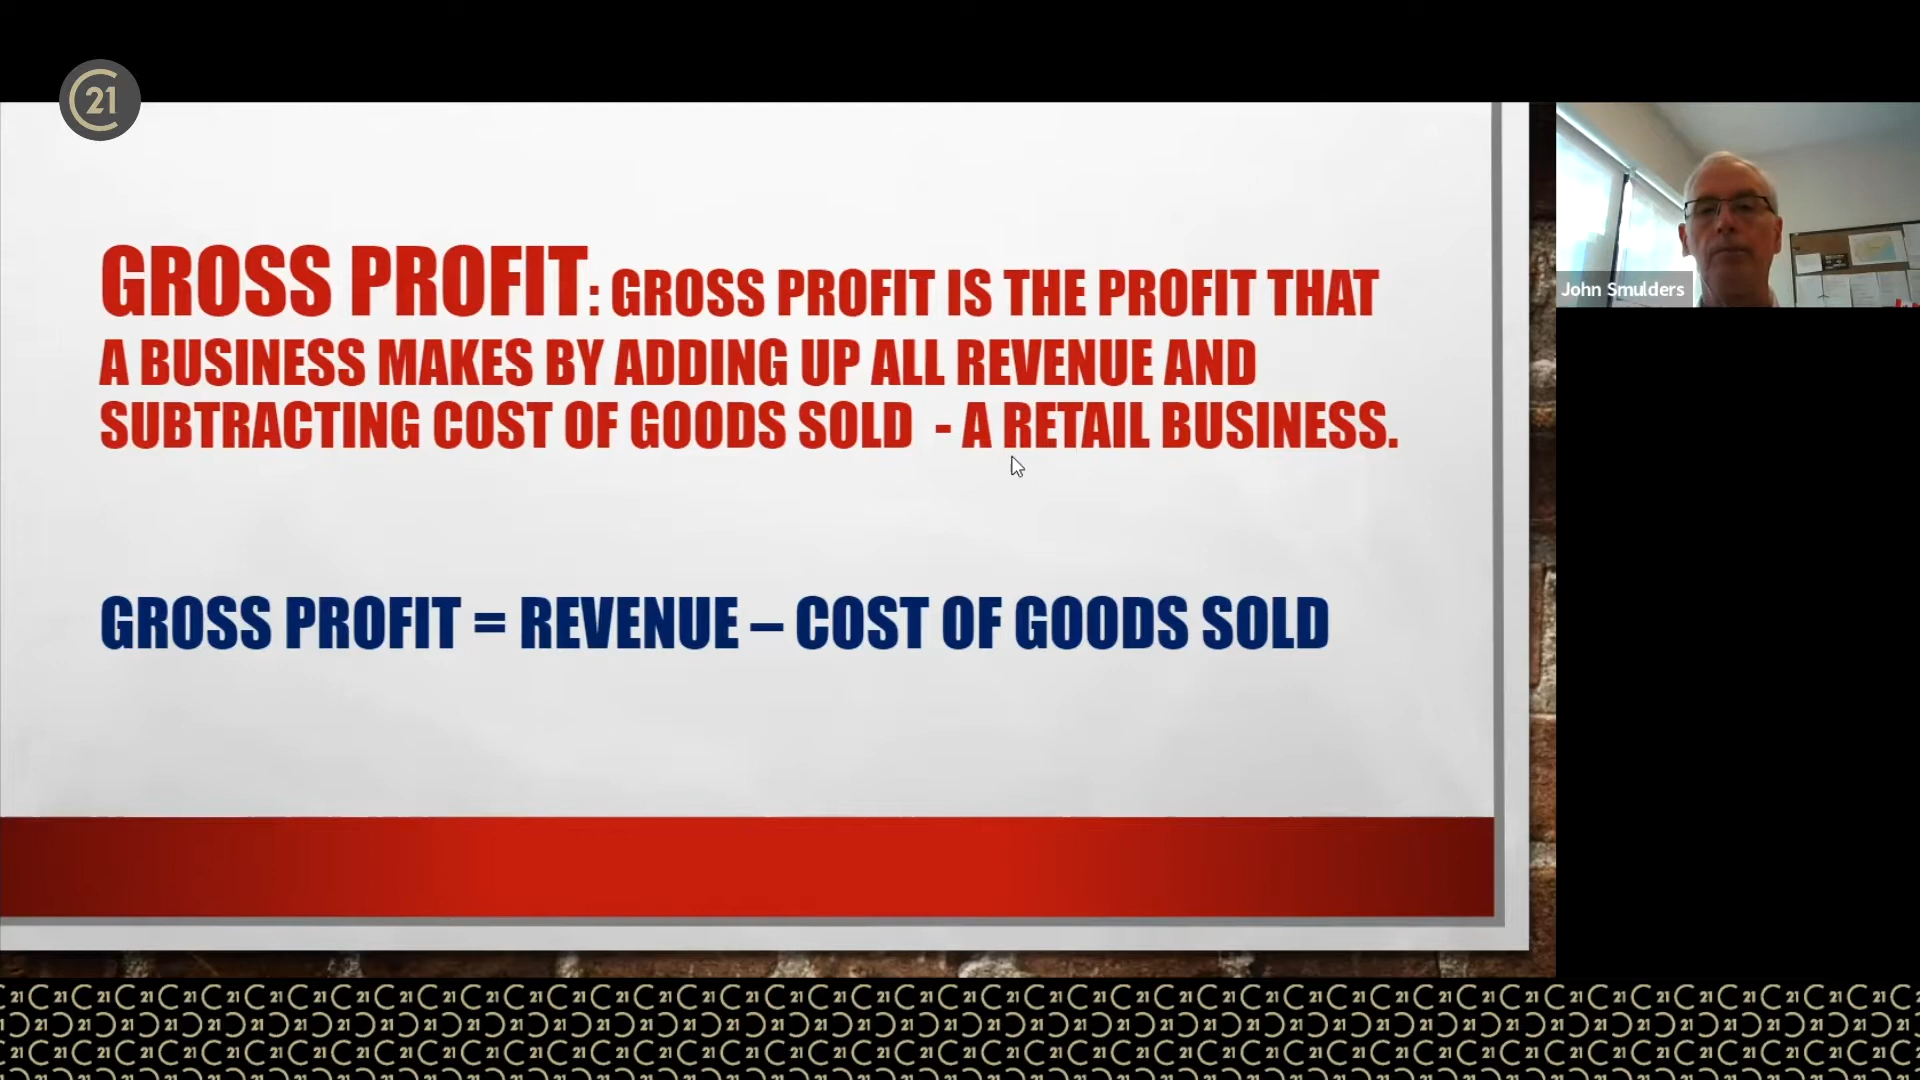 21
GROSS PROFIT: GROSS PROFIT IS THE PROFIT THAT
A BUSINESS MAKES BY ADDING UP ALL REVENUE AND
SUBTRACTING COST OF GOODS SOLD - A RETAIL BUSINESS.
GROSS PROFIT = REVENUE – COST OF GOODS SOLD
John Smulders